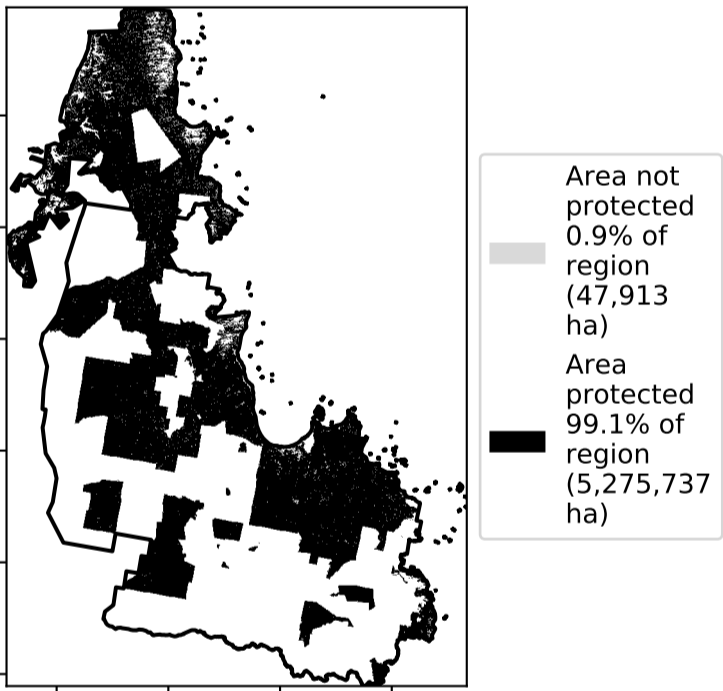 Area not
protected
0.9% of
region
(47,913
ha)
Area
protected
99.1% of
region
(5,275,737
ha)